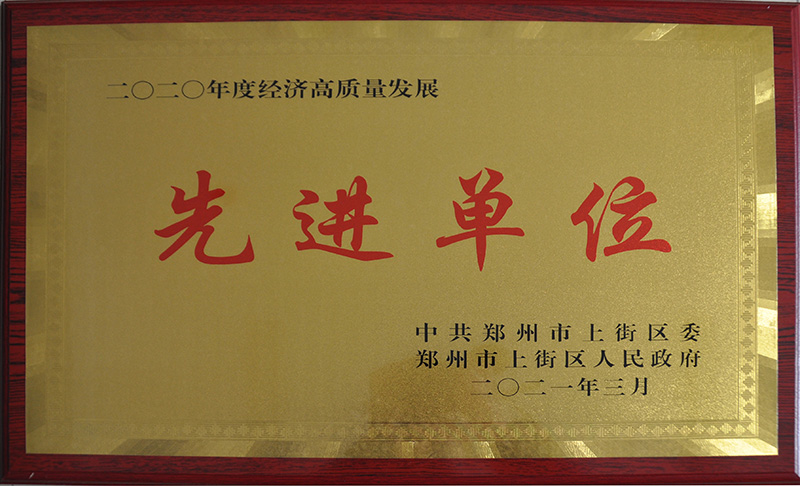 二〇二〇年度经济高质量发展
先进单位
中共郑州市上街区委
郑州市上街区人民政府
二〇二一年三月